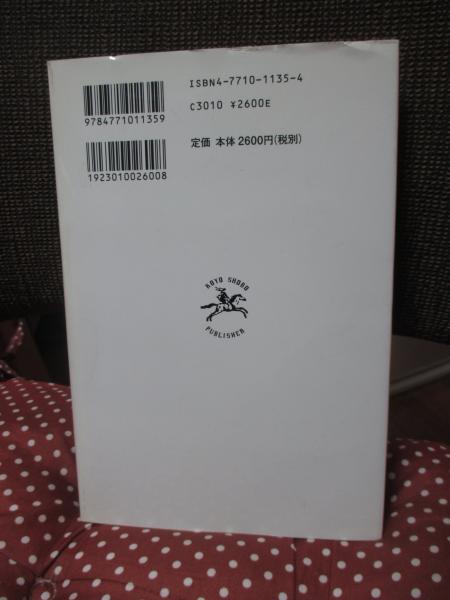 ISBN4-7710-1135-4
C3010 ¥2600E
定価 本体2600円(税別)
9784771011359
1923010026008
KOYO SHOBO
PUBLISHER